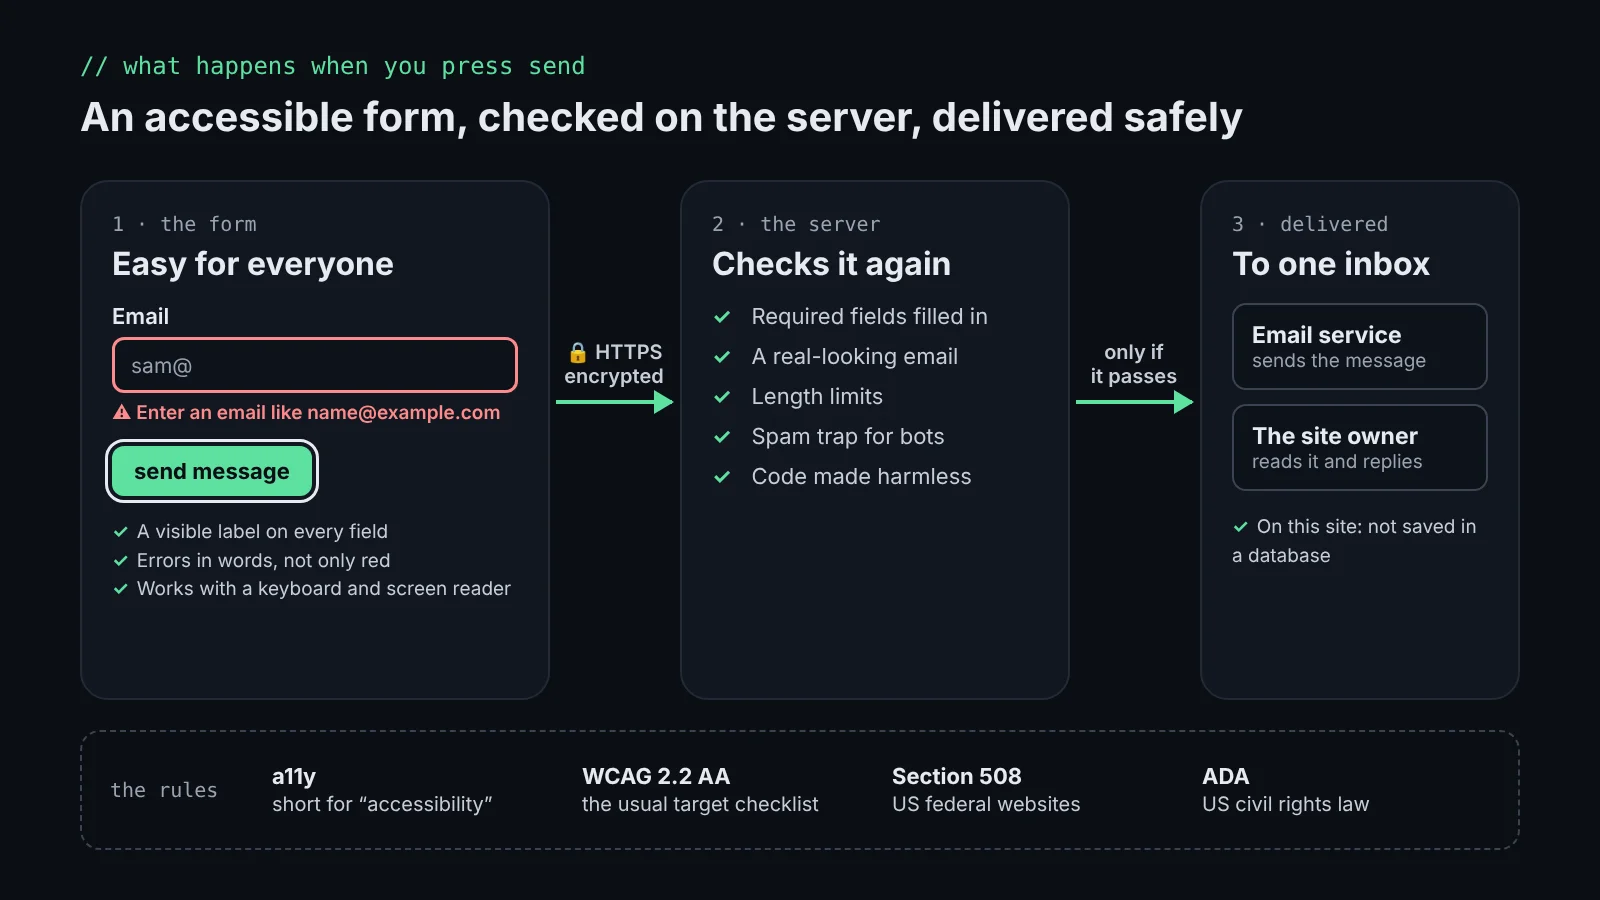 // what happens when you press send
An accessible form, checked on the server, delivered safely
1 · the form
Easy for everyone
Email
sam@
⚠ Enter an email like name@example.com
send message
✓ A visible label on every field
✓ Errors in words, not only red
✓ Works with a keyboard and screen reader
🔒 HTTPS
encrypted
2 · the server
Checks it again
✓ Required fields filled in
✓ A real-looking email
✓ Length limits
✓ Spam trap for bots
✓ Code made harmless
only if
it passes
3 · delivered
To one inbox
Email service
sends the message
The site owner
reads it and replies
✓ On this site: not saved in
a database
the rules
a11y
short for “accessibility”
WCAG 2.2 AA
the usual target checklist
Section 508
US federal websites
ADA
US civil rights law